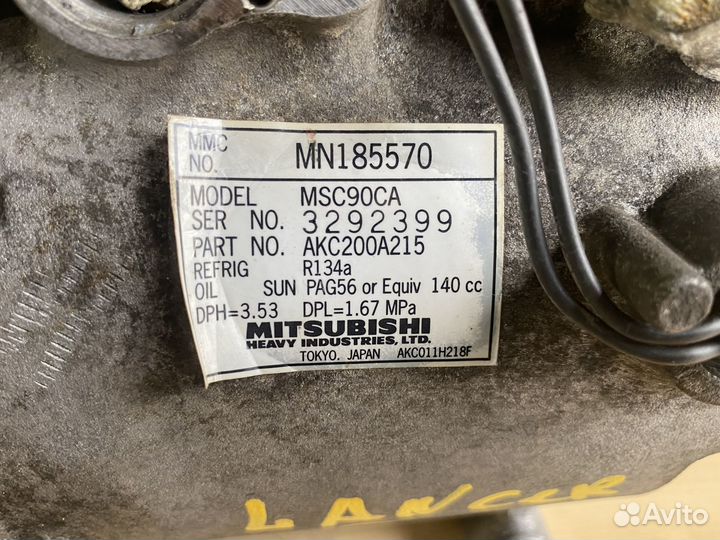 MMC NO. MN185570
MODEL MSC90CA
SER NO. 3292399
PART NO. AKC200A215
REFRIG R134a
OIL SUN PAG56 or Equiv 140 cc
DPH=3.53 DPL=1.67 MPa
MITSUBISHI
HEAVY INDUSTRIES, LTD.
TOKYO, JAPAN AKC011H218F
LANCER
Avito